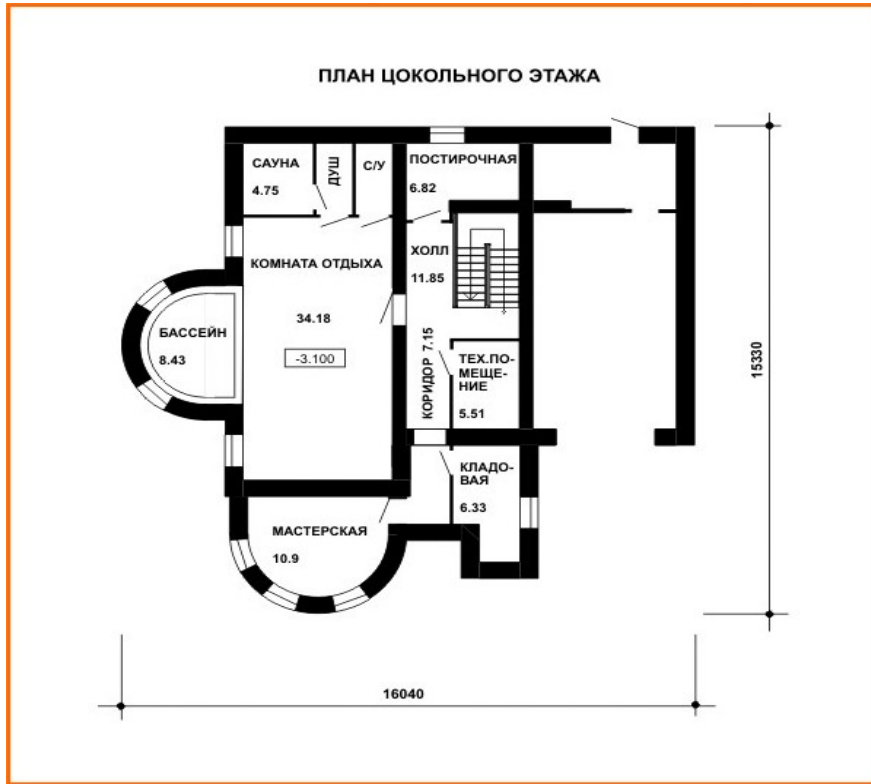 ПЛАН ЦОКОЛЬНОГО ЭТАЖА
САУНА
4.75
ДУШ
С/У
ПОСТИРОЧНАЯ
6.82
КОМНАТА ОТДЫХА
34.18
-3.100
ХОЛЛ
11.85
БАССЕЙН
8.43
КОРИДОР 7.15
ТЕХ.ПО-
МЕЩЕ-
НИЕ
5.51
КЛАДО-
ВАЯ
6.33
МАСТЕРСКАЯ
10.9
15330
16040